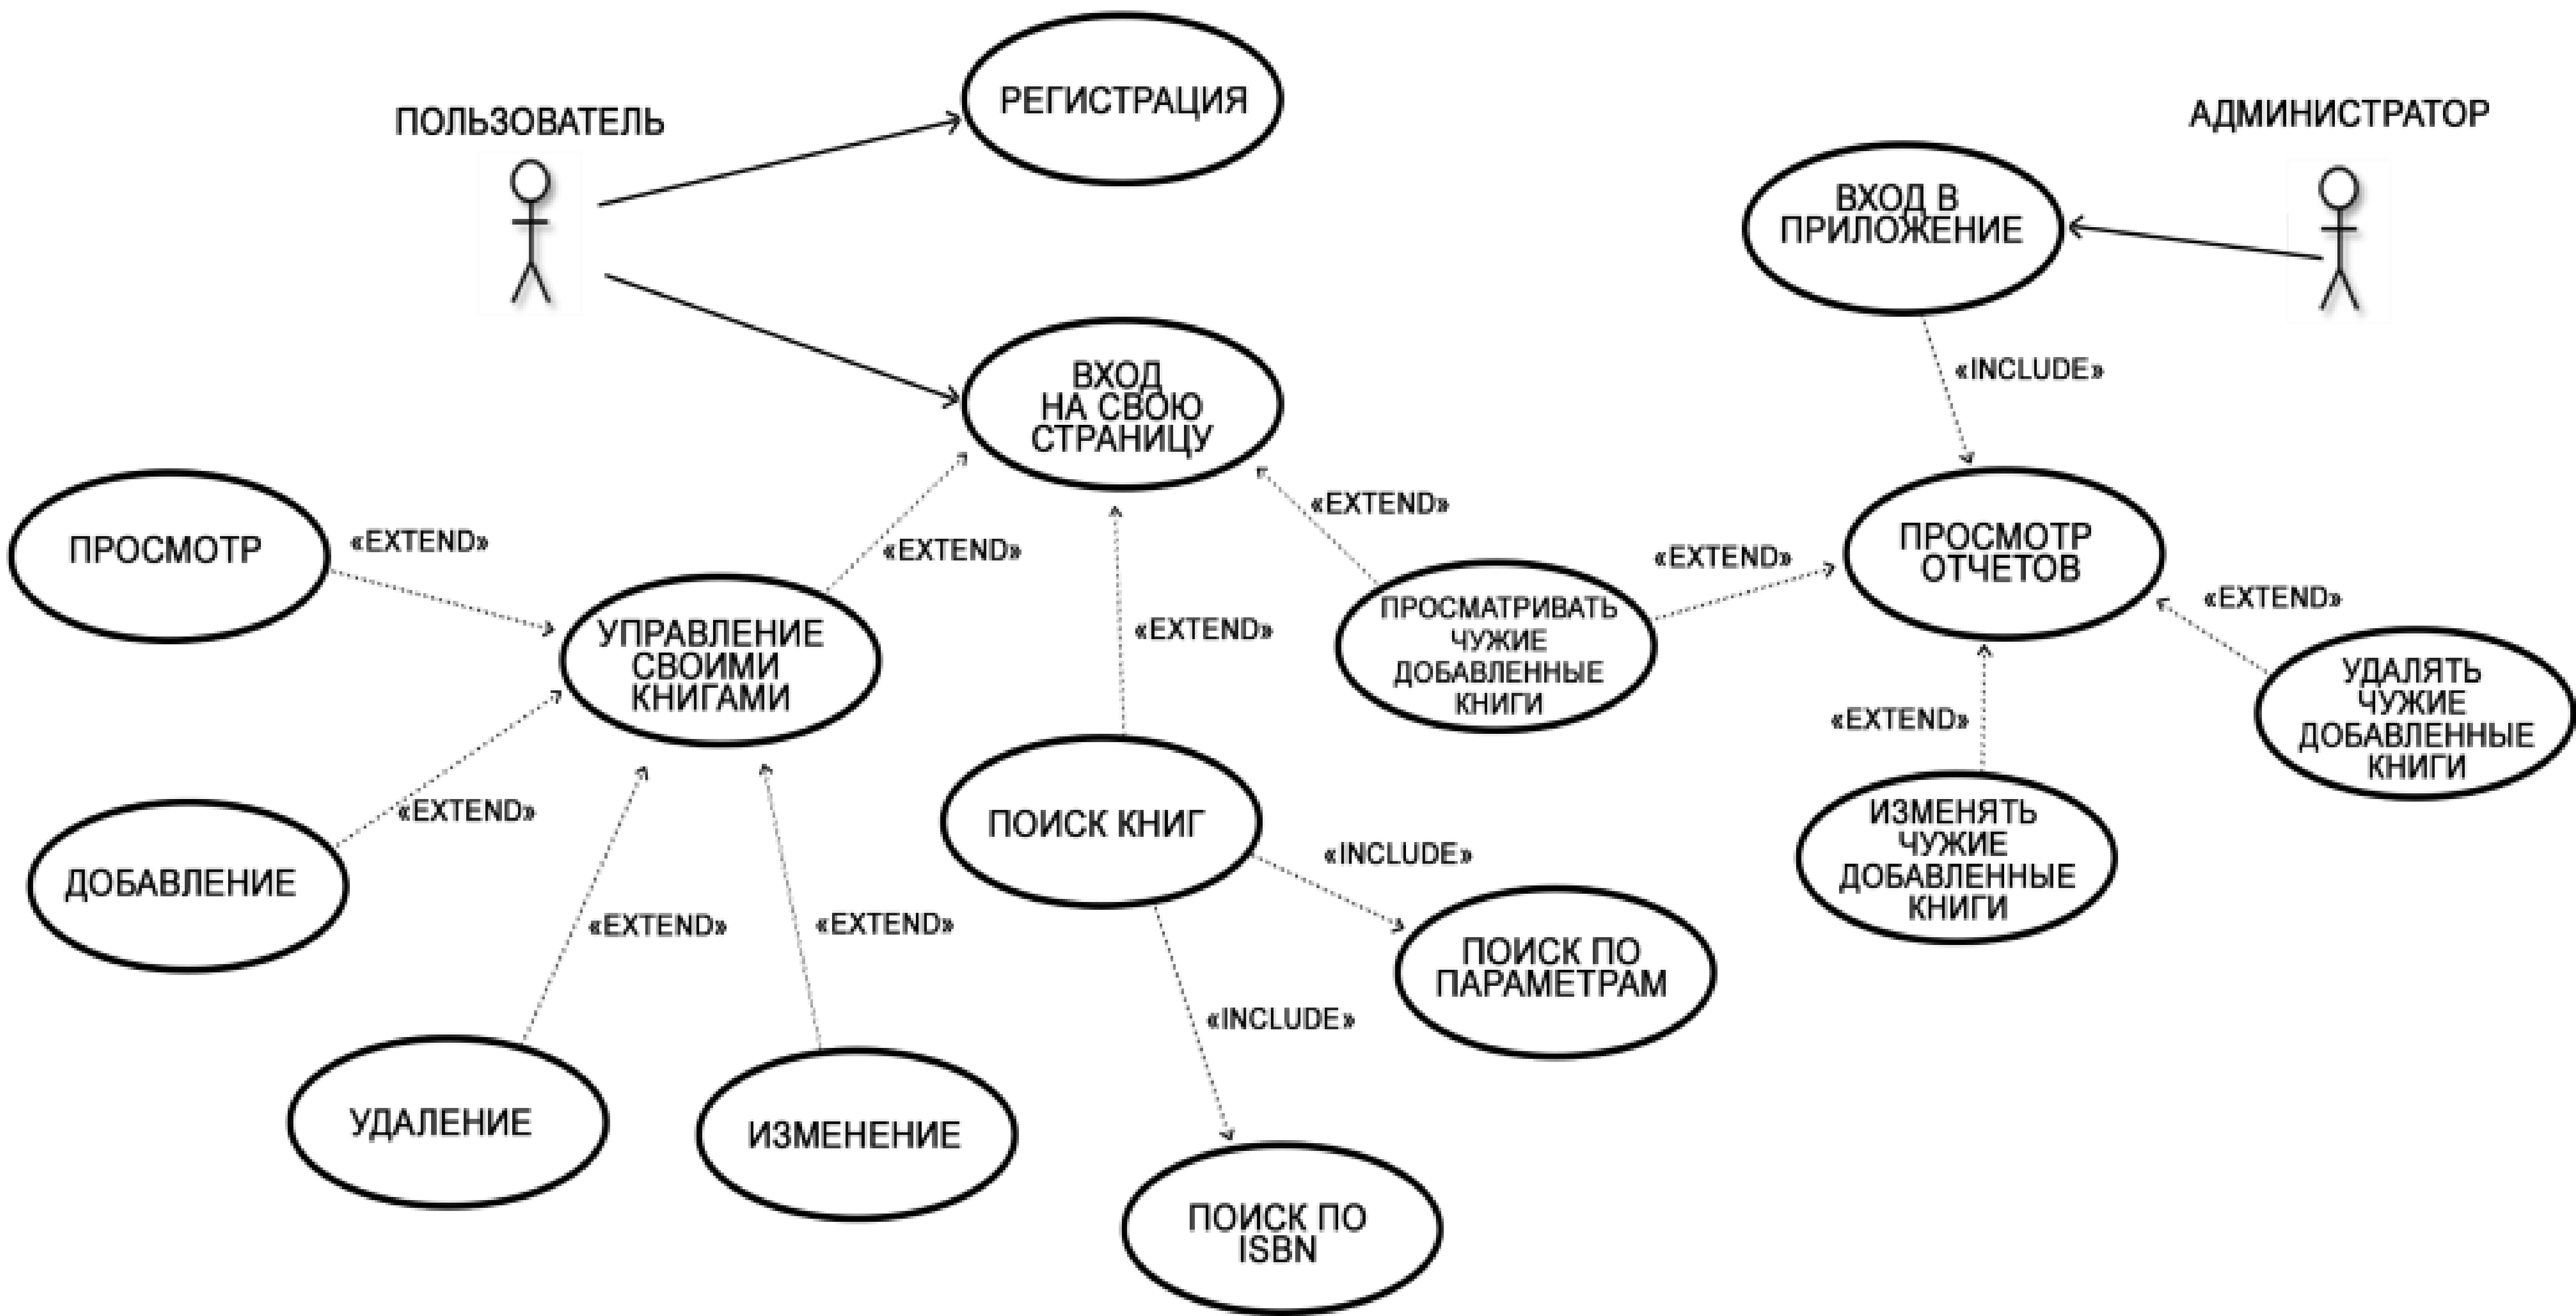 ПОЛЬЗОВАТЕЛЬ
РЕГИСТРАЦИЯ
АДМИНИСТРАТОР
ВХОД В
ПРИЛОЖЕНИЕ
«INCLUDE»
ВХОД
НА СВОЮ
СТРАНИЦУ
ПРОСМОТР
«EXTEND»
«EXTEND»
«EXTEND»
«EXTEND»
«EXTEND»
ПРОСМОТР
ОТЧЕТОВ
«EXTEND»
УПРАВЛЕНИЕ
СВОИМИ
КНИГАМИ
ПРОСМАТРИВАТЬ
ЧУЖИЕ
ДОБАВЛЕННЫЕ
КНИГИ
УДАЛЯТЬ
ЧУЖИЕ
ДОБАВЛЕННЫЕ
КНИГИ
«EXTEND»
«EXTEND»
ДОБАВЛЕНИЕ
ПОИСК КНИГ
ИЗМЕНЯТЬ
ЧУЖИЕ
ДОБАВЛЕННЫЕ
КНИГИ
«INCLUDE»
«EXTEND»
«EXTEND»
ПОИСК ПО
ПАРАМЕТРАМ
«INCLUDE»
УДАЛЕНИЕ
ИЗМЕНЕНИЕ
ПОИСК ПО
ISBN